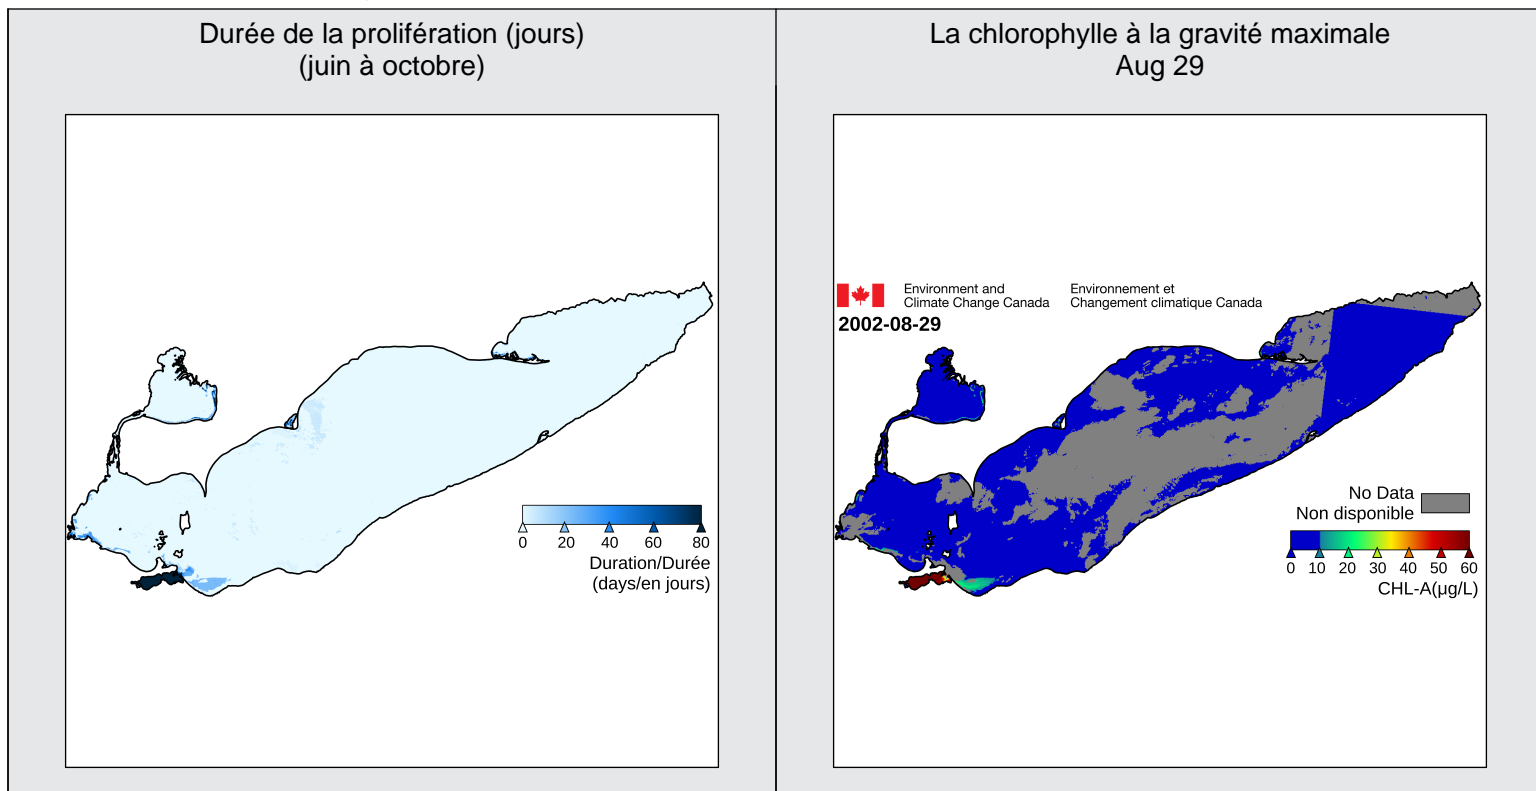 Durée de la prolifération (jours)
(juin à octobre)
0 20 40 60 80
Duration/Durée
(days/en jours)
La chlorophylle à la gravité maximale
Aug 29
Environment and
Climate Change Canada
Environnement et
Changement climatique Canada
2002-08-29
No Data
Non disponible
0 10 20 30 40 50 60
CHL-A(µg/L)